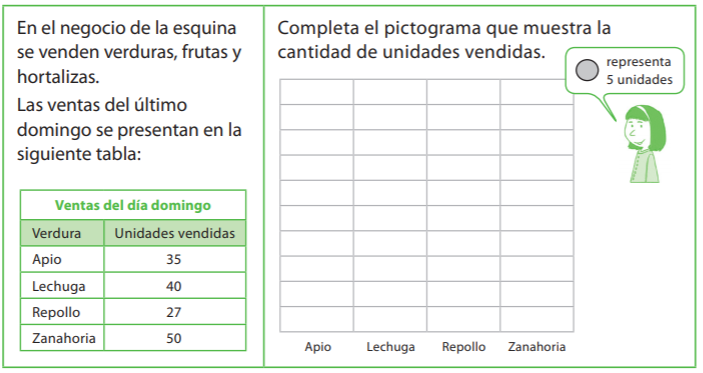 En el negocio de la esquina
se venden verduras, frutas y
hortalizas.
Las ventas del último
domingo se presentan en la
siguiente tabla:
Ventas del día domingo
Verdura Unidades vendidas
Apio 35
Lechuga 40
Repollo 27
Zanahoria 50
Completa el pictograma que muestra la
cantidad de unidades vendidas.
representa
5 unidades
Apio Lechuga Repollo Zanahoria